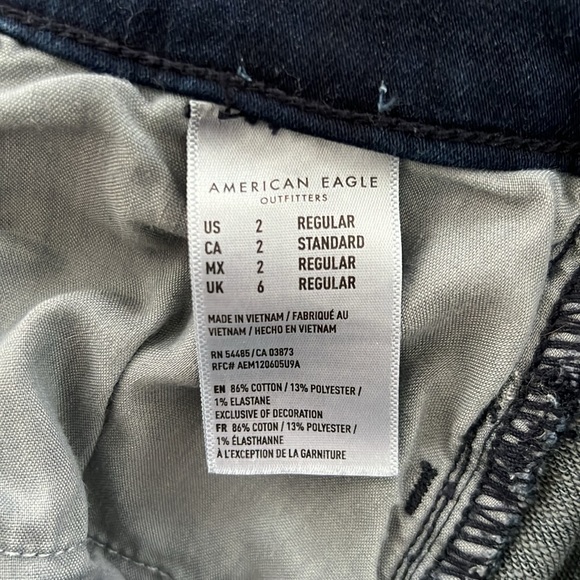 AMERICAN EAGLE
OUTFITTERS
US 2 REGULAR
CA 2 STANDARD
MX 2 REGULAR
UK 6 REGULAR
MADE IN VIETNAM / FABRIQUÉ AU
VIETNAM / HECHO EN VIETNAM
RN 54485/CA 03873
RFC# AEM120605U9A
EN 86% COTTON / 13% POLYESTER /
1% ELASTANE
EXCLUSIVE OF DECORATION
FR 86% COTON / 13% POLYESTER /
1% ÉLASTHANNE
À L'EXCEPTION DE LA GARNITURE